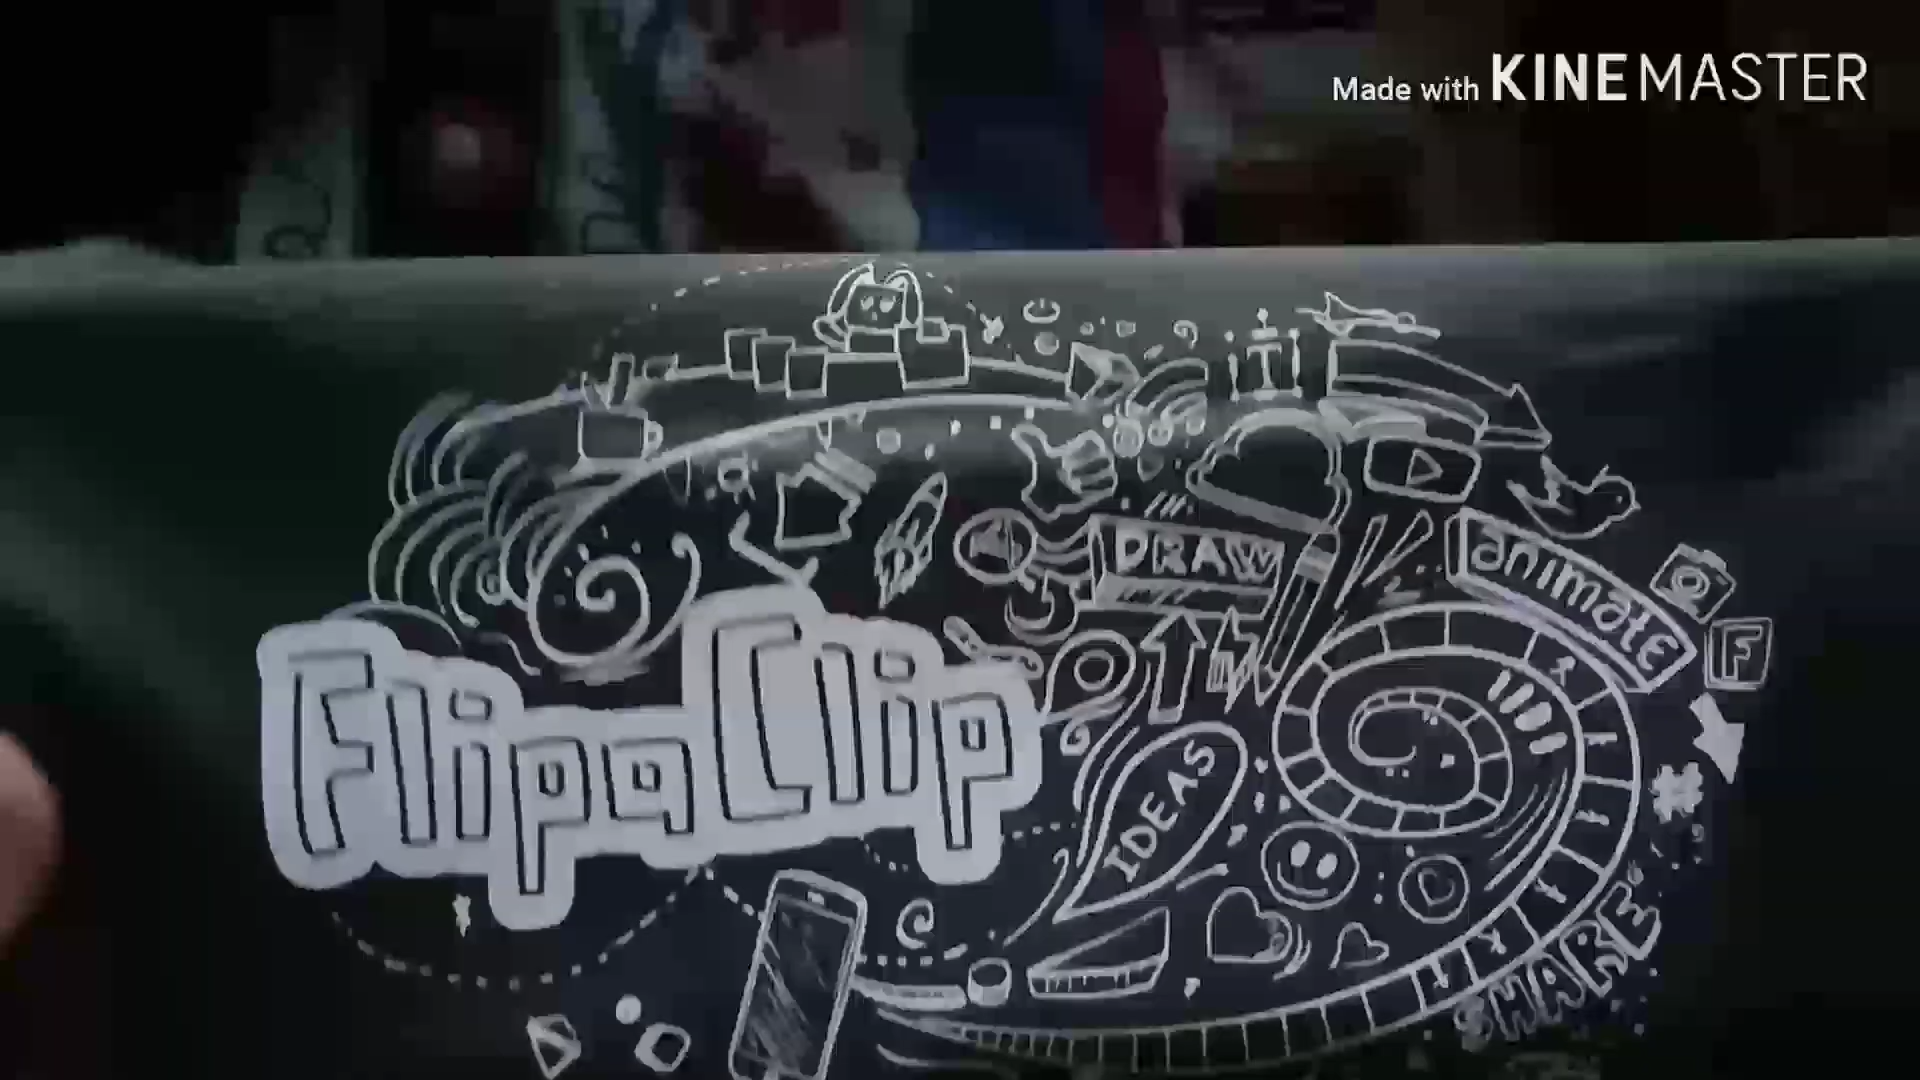 Made with KINEMASTER
T
DRAW
animate
F
FlipaClip
IDEAS
#
SHARE